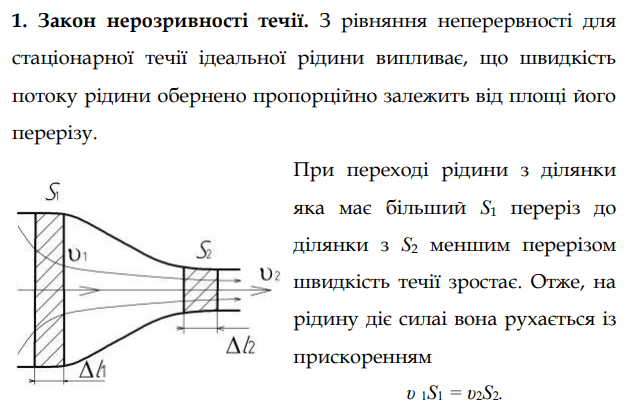 1. Закон нерозривності течії. З рівняння неперервності для
стаціонарної течії ідеальної рідини випливає, що швидкість
потоку рідини обернено пропорційно залежить від площі його
перерізу.
При переході рідини з ділянки
яка має більший S₁ переріз до
ділянки з S₂ меншим перерізом
швидкість течії зростає. Отже, на
рідину діє силаі вона рухається із
прискоренням
υ ₁S₁ = υ₂S₂.
S₁
υ₁
S₂
υ₂
Δl₂
Δl₁